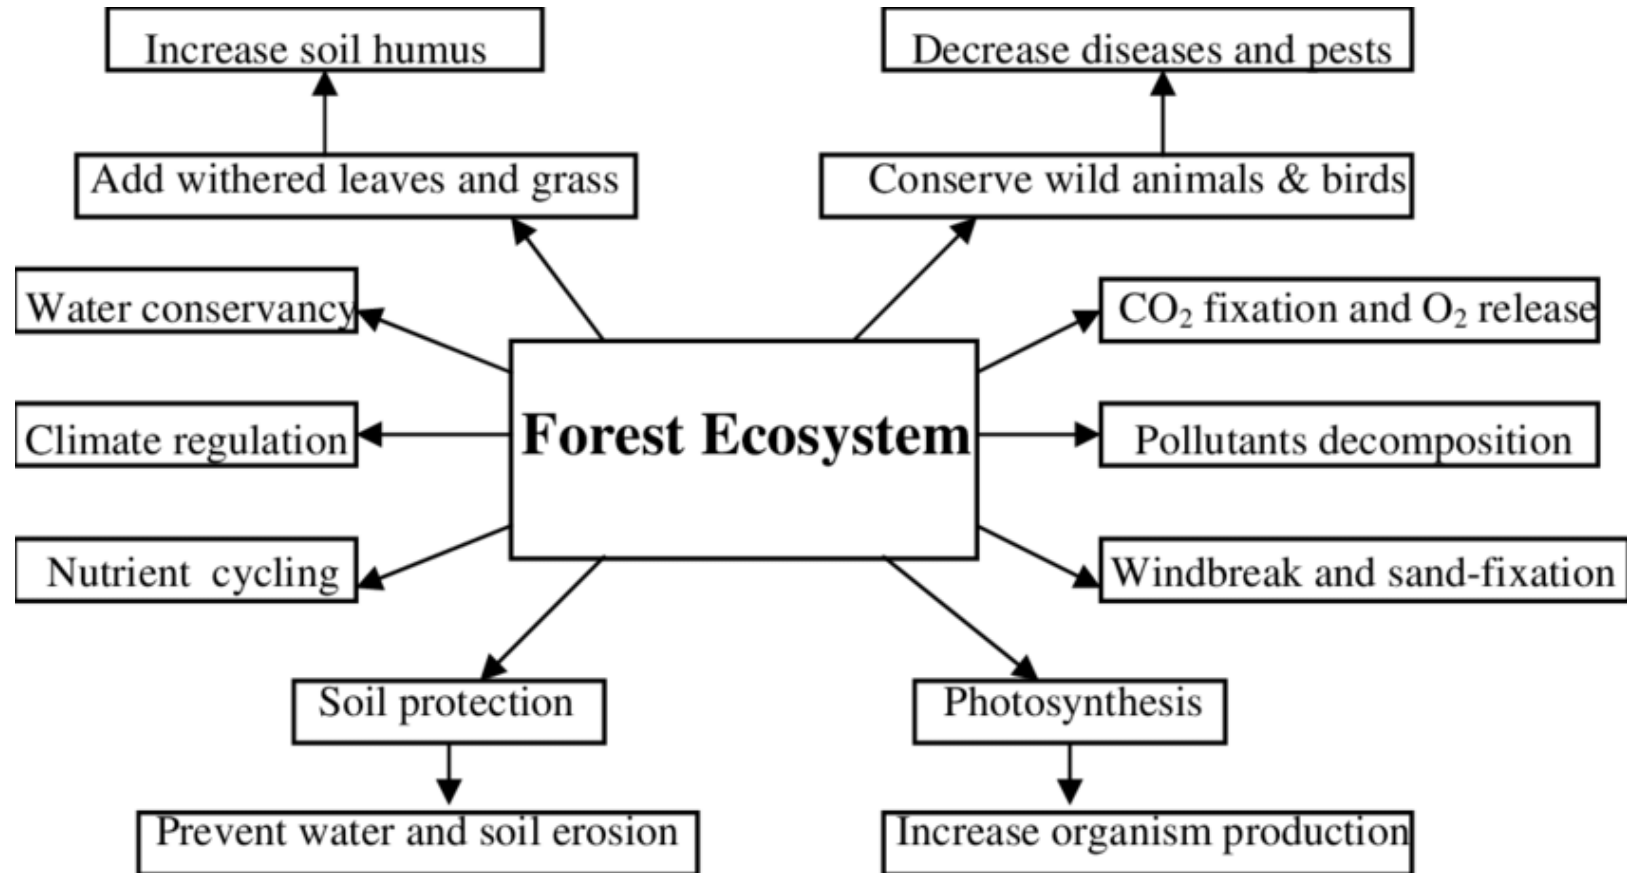 Increase soil humus
Decrease diseases and pests
Add withered leaves and grass
Conserve wild animals & birds
Water conservancy
CO₂ fixation and O₂ release
Forest Ecosystem
Climate regulation
Pollutants decomposition
Nutrient cycling
Windbreak and sand-fixation
Soil protection
Photosynthesis
Prevent water and soil erosion
Increase organism production